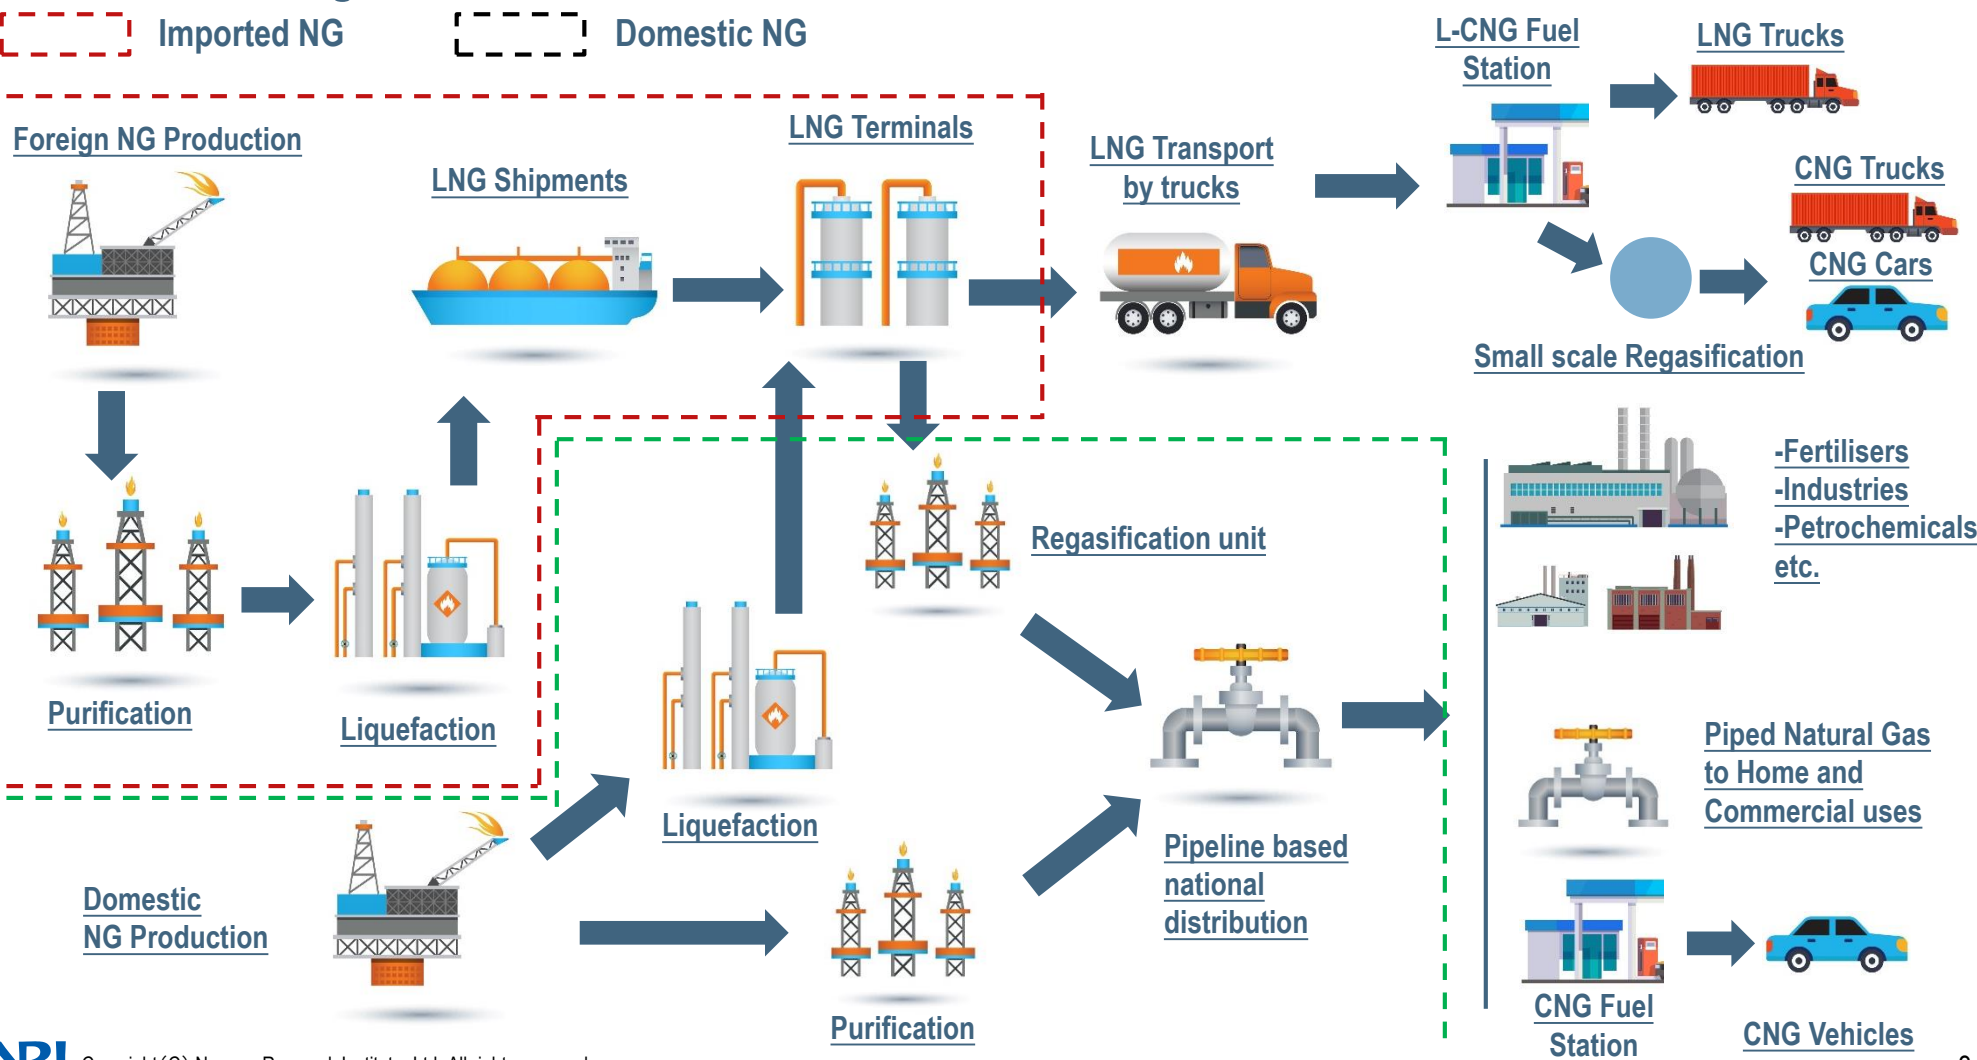 Imported NG
Domestic NG
L-CNG Fuel
Station
LNG Trucks
Foreign NG Production
LNG Shipments
LNG Terminals
LNG Transport
by trucks
CNG Trucks
CNG Cars
Small scale Regasification
-Fertilisers
-Industries
-Petrochemicals
etc.
Regasification unit
Purification
Liquefaction
Piped Natural Gas
to Home and
Commercial uses
Liquefaction
Pipeline based
national
distribution
Domestic
NG Production
Purification
CNG Fuel
Station
CNG Vehicles